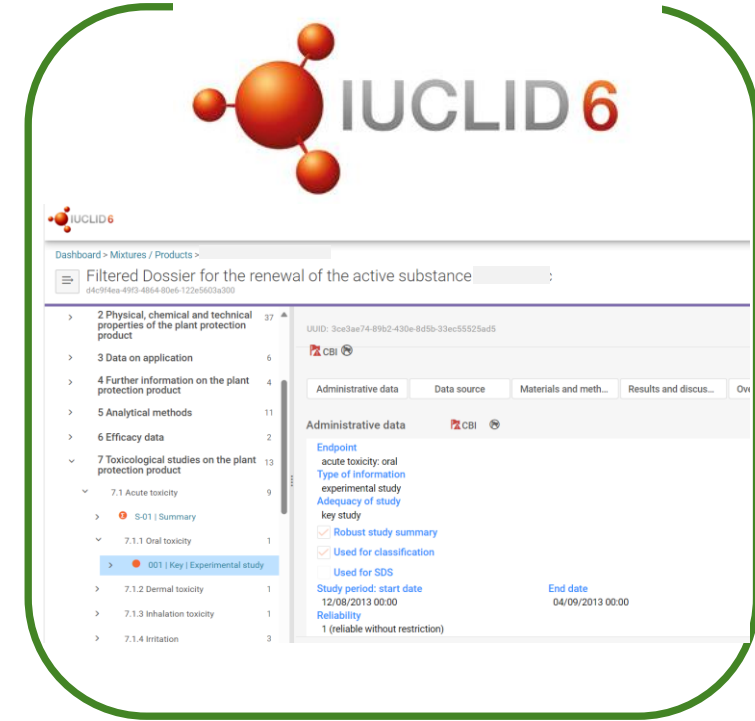 IUCLID 6
IUCLID 6
Dashboard > Mixtures / Products >
Filtered Dossier for the renewal of the active substance
d4c9f4ea-49f3-4864-80e6-122e5603a300
2 Physical, chemical and technical properties of the plant protection product 37
3 Data on application 6
4 Further information on the plant protection product 4
5 Analytical methods 11
6 Efficacy data 2
7 Toxicological studies on the plant protection product 13
7.1 Acute toxicity 9
S-01 | Summary
7.1.1 Oral toxicity 1
001 | Key | Experimental study
7.1.2 Dermal toxicity 1
7.1.3 Inhalation toxicity 1
7.1.4 Irritation 3
UUID: 3ce3ae74-89b2-430e-8d5b-33ec55525ad5
CBI
Administrative data
Data source
Materials and meth...
Results and discus...
Ove
Administrative data CBI
Endpoint
acute toxicity: oral
Type of information
experimental study
Adequacy of study
key study
Robust study summary
Used for classification
Used for SDS
Study period: start date
12/08/2013 00:00
End date
04/09/2013 00:00
Reliability
1 (reliable without restriction)